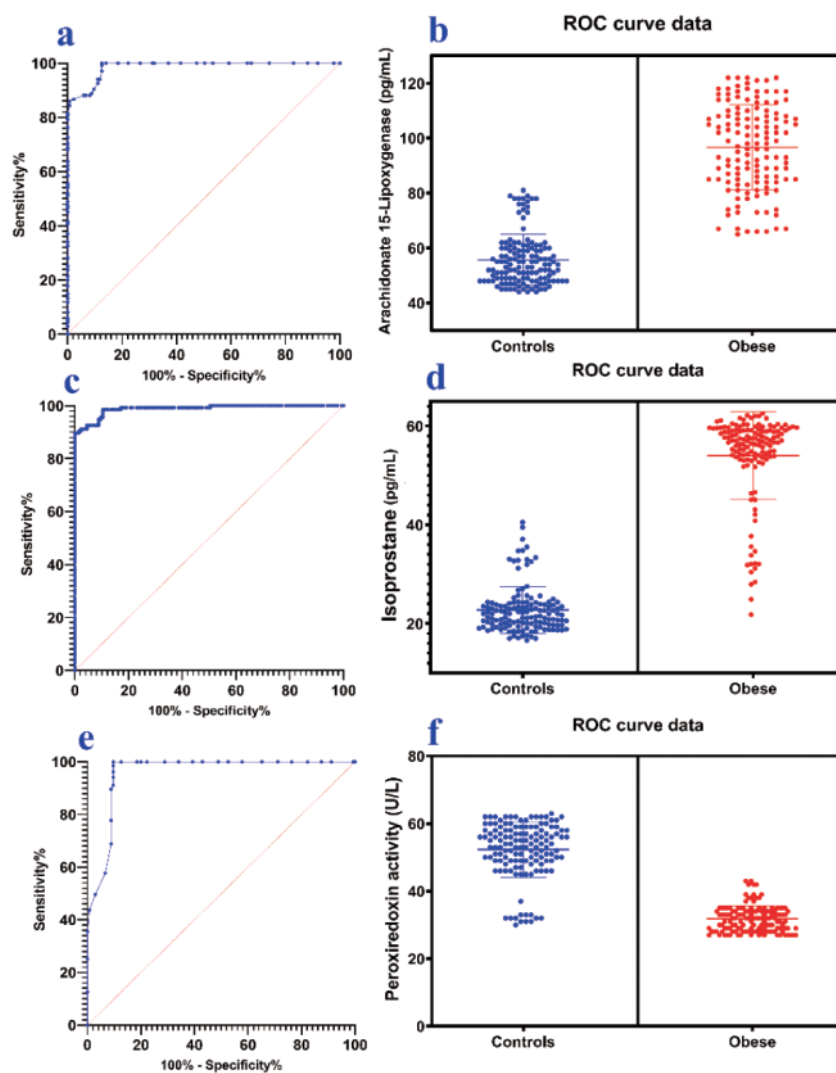 a
100
80
60
40
20
0
Sensitivity%
0 20 40 60 80 100
100% - Specificity%
b
ROC curve data
Arachidonate 15-Lipoxygenase (pg/mL)
120
100
80
60
40
Controls Obese
c
100
80
60
40
20
0
Sensitivity%
0 20 40 60 80 100
100% - Specificity%
d
ROC curve data
Isoprostane (pg/mL)
60
40
20
Controls Obese
e
100
80
60
40
20
0
Sensitivity%
0 20 40 60 80 100
100% - Specificity%
f
ROC curve data
Peroxiredoxin activity (U/L)
80
60
40
20
0
Controls Obese